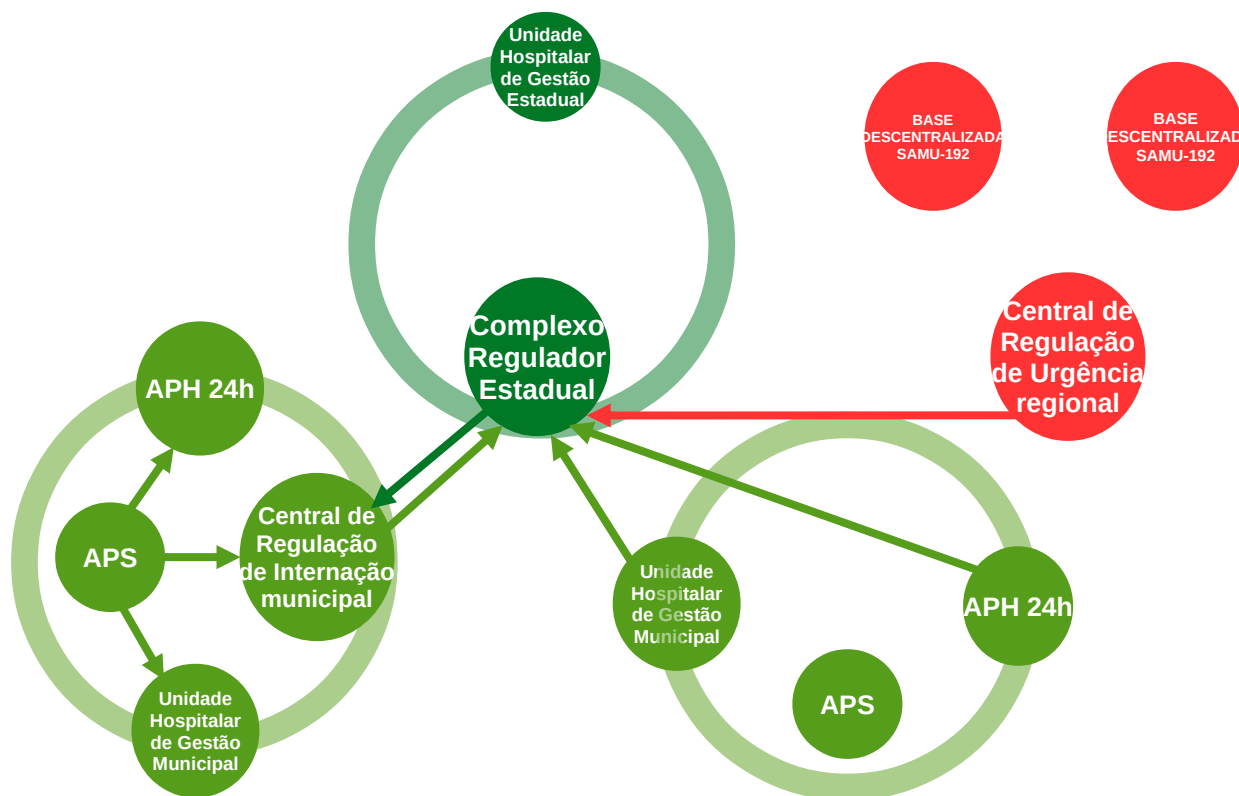 Unidade
Hospitalar
de Gestão
Estadual
BASE
DESCENTRALIZADA
SAMU-192
BASE
DESCENTRALIZADA
SAMU-192
Complexo
Regulador
Estadual
Central de
Regulação
de Urgência
regional
APH 24h
APS
Central de
Regulação
de Internação
municipal
Unidade
Hospitalar
de Gestão
Municipal
Unidade
Hospitalar
de Gestão
Municipal
APH 24h
APS